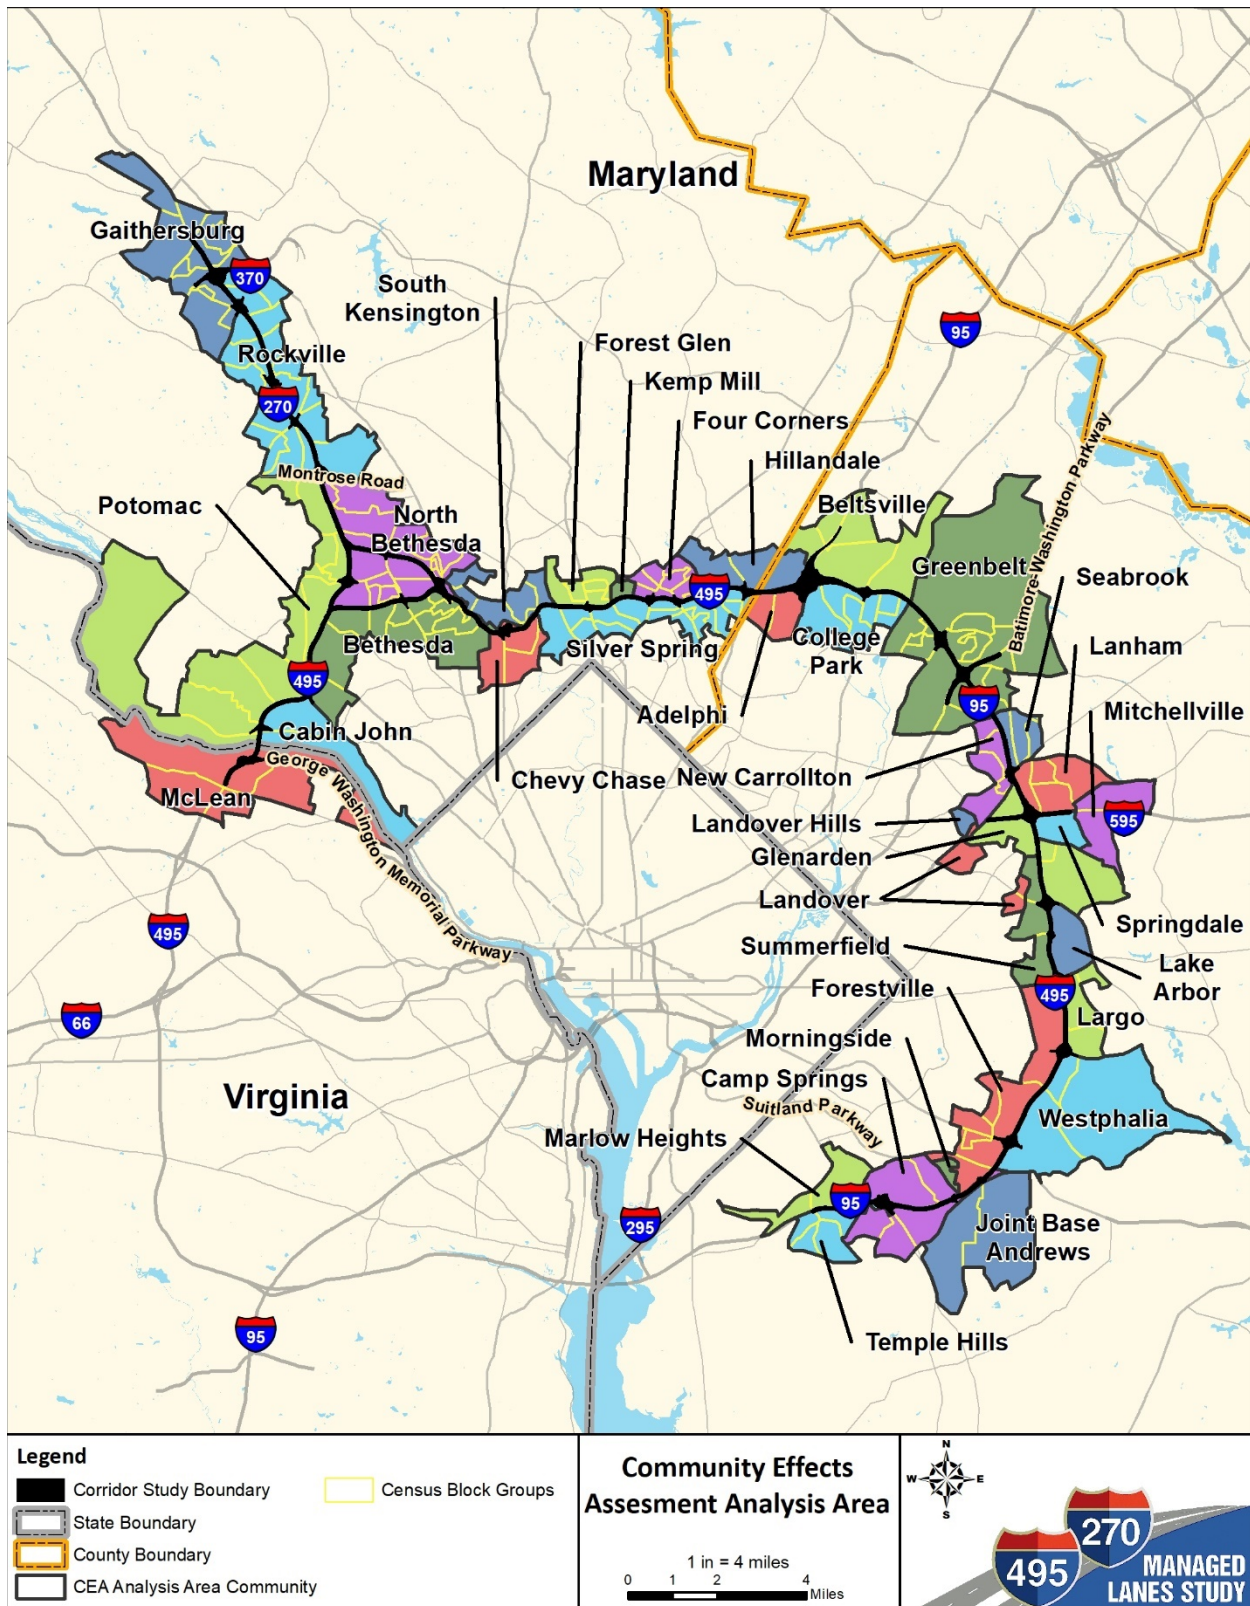 Maryland
Gaithersburg
370
South
Kensington
95
Forest Glen
Rockville
Kemp Mill
270
Four Corners
Hillandale
Montrose Road
Potomac
Beltsville
North
Bethesda
Batimore-Washington Parkway
Greenbelt
Seabrook
495
Bethesda
Silver Spring
College
Park
Lanham
495
Adelphi
95
Mitchellville
Cabin John
George Washington Memorial Parkway
McLean
Chevy Chase
New Carrollton
Landover Hills
595
Glenarden
Landover
495
Springdale
Summerfield
Lake
Arbor
Forestville
495
66
Largo
Morningside
Camp Springs
Virginia
Suitland Parkway
Westphalia
Marlow Heights
95
295
Joint Base
Andrews
95
Temple Hills
Legend
Corridor Study Boundary
Census Block Groups
State Boundary
County Boundary
CEA Analysis Area Community
Community Effects
Assesment Analysis Area
1 in = 4 miles
0 1 2 4
Miles
N
W E
S
270
495
MANAGED
LANES STUDY